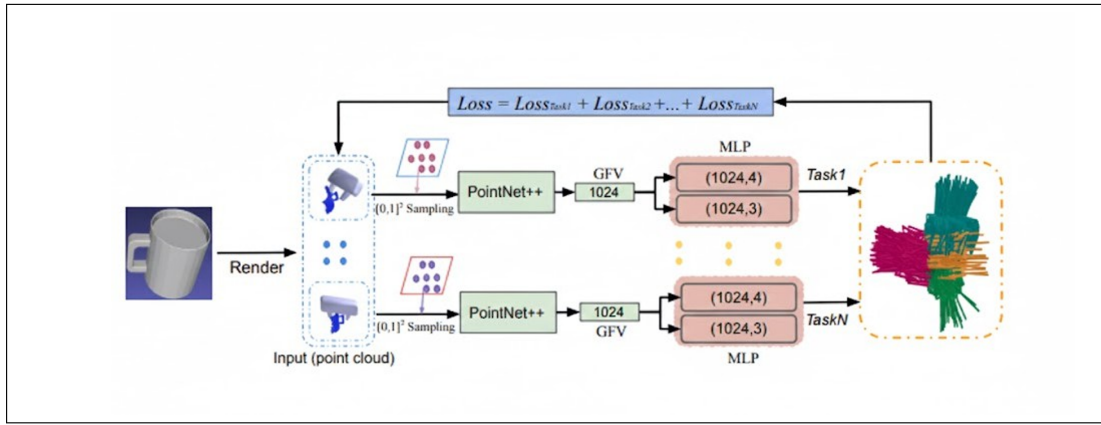 Loss = Loss_Task1 + Loss_Task2 +...+ Loss_TaskN
MLP
GFV
Task1
PointNet++
1024
(1024,4)
(1024,3)
[0,1]² Sampling
Render
(1024,4)
PointNet++
1024
(1024,3)
[0,1]² Sampling
GFV
TaskN
MLP
Input (point cloud)